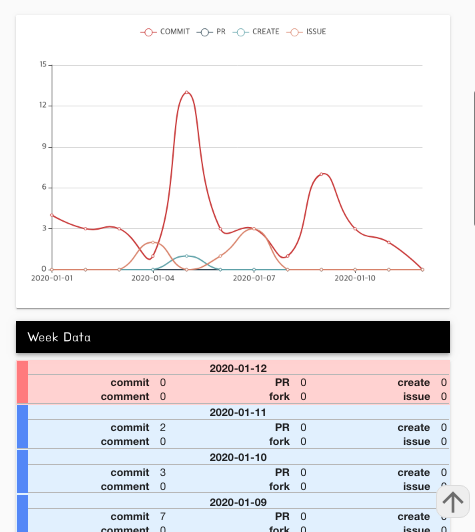 COMMIT PR CREATE ISSUE
15
12
9
6
3
0
2020-01-01 2020-01-04 2020-01-07 2020-01-10
Week Data
2020-01-12
commit 0 PR 0 create 0
comment 0 fork 0 issue 0
2020-01-11
commit 2 PR 0 create 0
comment 0 fork 0 issue 0
2020-01-10
commit 3 PR 0 create 0
comment 0 fork 0 issue 0
2020-01-09
commit 7 PR 0 create 0
comment 0 fork 0 issue 0